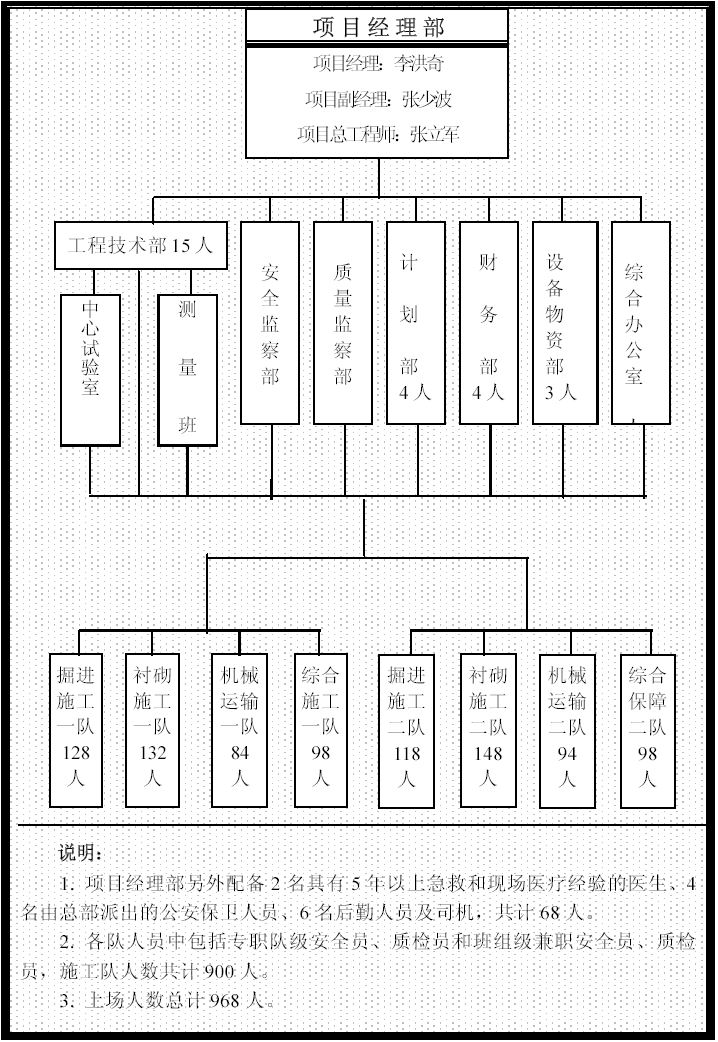 项目经理部
项目经理：李洪奇
项目副经理：张少波
项目总工程师：张立军
工程技术部 15 人
中心试验室
测量班
安全监察部
质量监察部
计划部
4 人
财务部
4 人
设备物资部
3 人
综合办公室
掘进
施工
一队
128
人
衬砌
施工
一队
132
人
机械
运输
一队
84
人
综合
施工
一队
98
人
掘进
施工
二队
118
人
衬砌
施工
二队
148
人
机械
运输
二队
94
人
综合
保障
二队
98
人
说明：
1. 项目经理部另外配备 2 名具有 5 年以上急救和现场医疗经验的医生、4
名由总部派出的公安保卫人员、6 名后勤人员及司机，共计 68 人。
2. 各队人员中包括专职队级安全员、质检员和班组级兼职安全员、质检
员，施工队人数共计 900 人。
3. 上场人数总计 968 人。